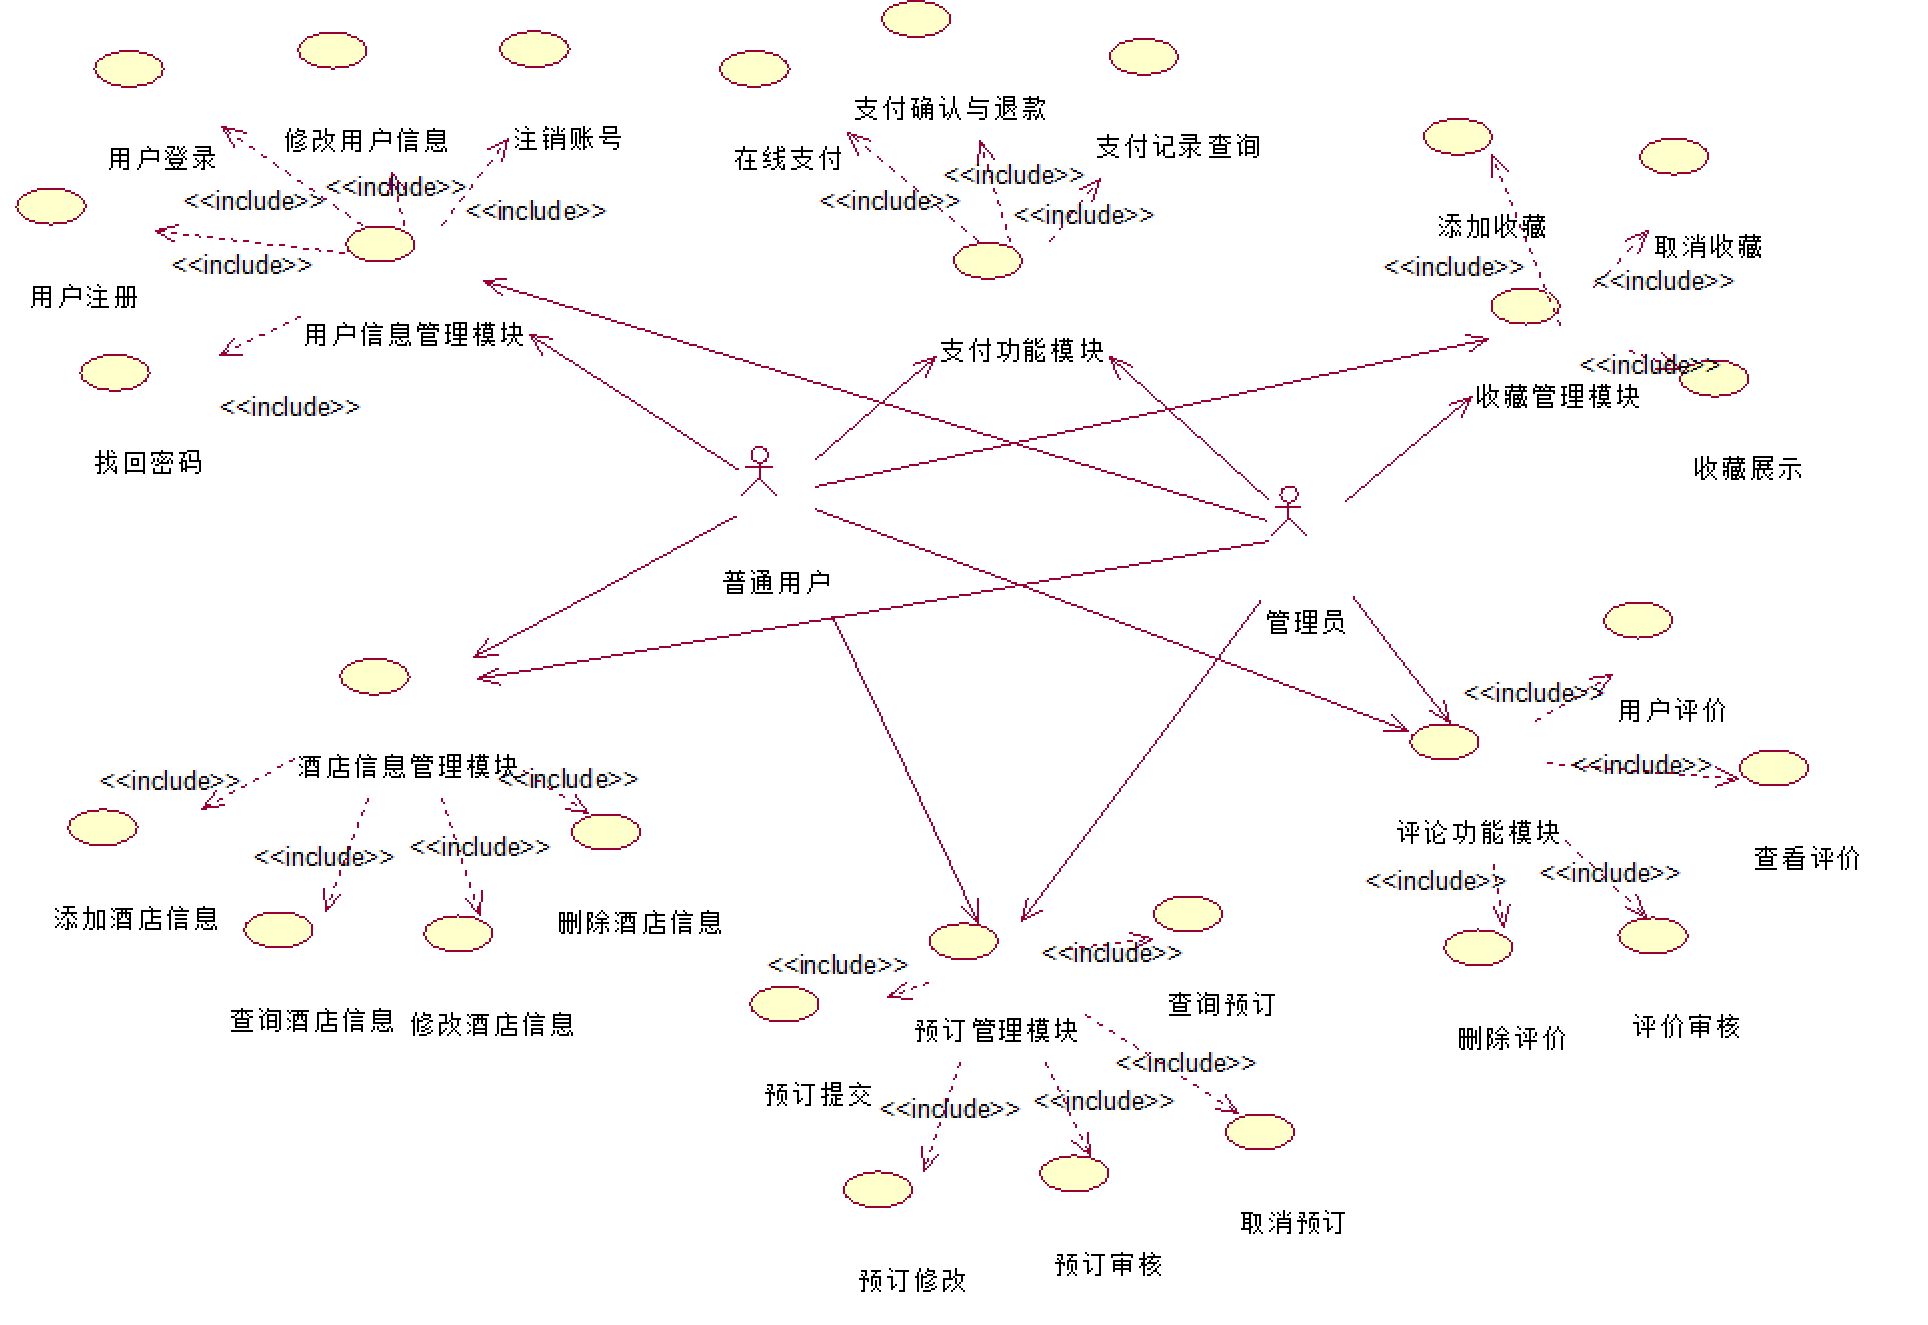 支付确认与退款
修改用户信息
注销账号
用户登录
在线支付
支付记录查询
<<include>>
<<include>>
<<include>>
<<include>>
<<include>>
<<include>>
<<include>>
添加收藏
取消收藏
<<include>>
<<include>>
<<include>>
用户注册
用户信息管理模块
支付功能模块
<<include>>
收藏管理模块
<<include>>
找回密码
收藏展示
普通用户
管理员
<<include>>
用户评价
酒店信息管理模块
<<include>>
<<include>>
<<include>>
评论功能模块
<<include>>
<<include>>
查看评价
<<include>>
<<include>>
添加酒店信息
删除酒店信息
<<include>>
<<include>>
查询酒店信息
修改酒店信息
预订管理模块
查询预订
删除评价
评价审核
<<include>>
预订提交
<<include>>
<<include>>
取消预订
预订修改
预订审核